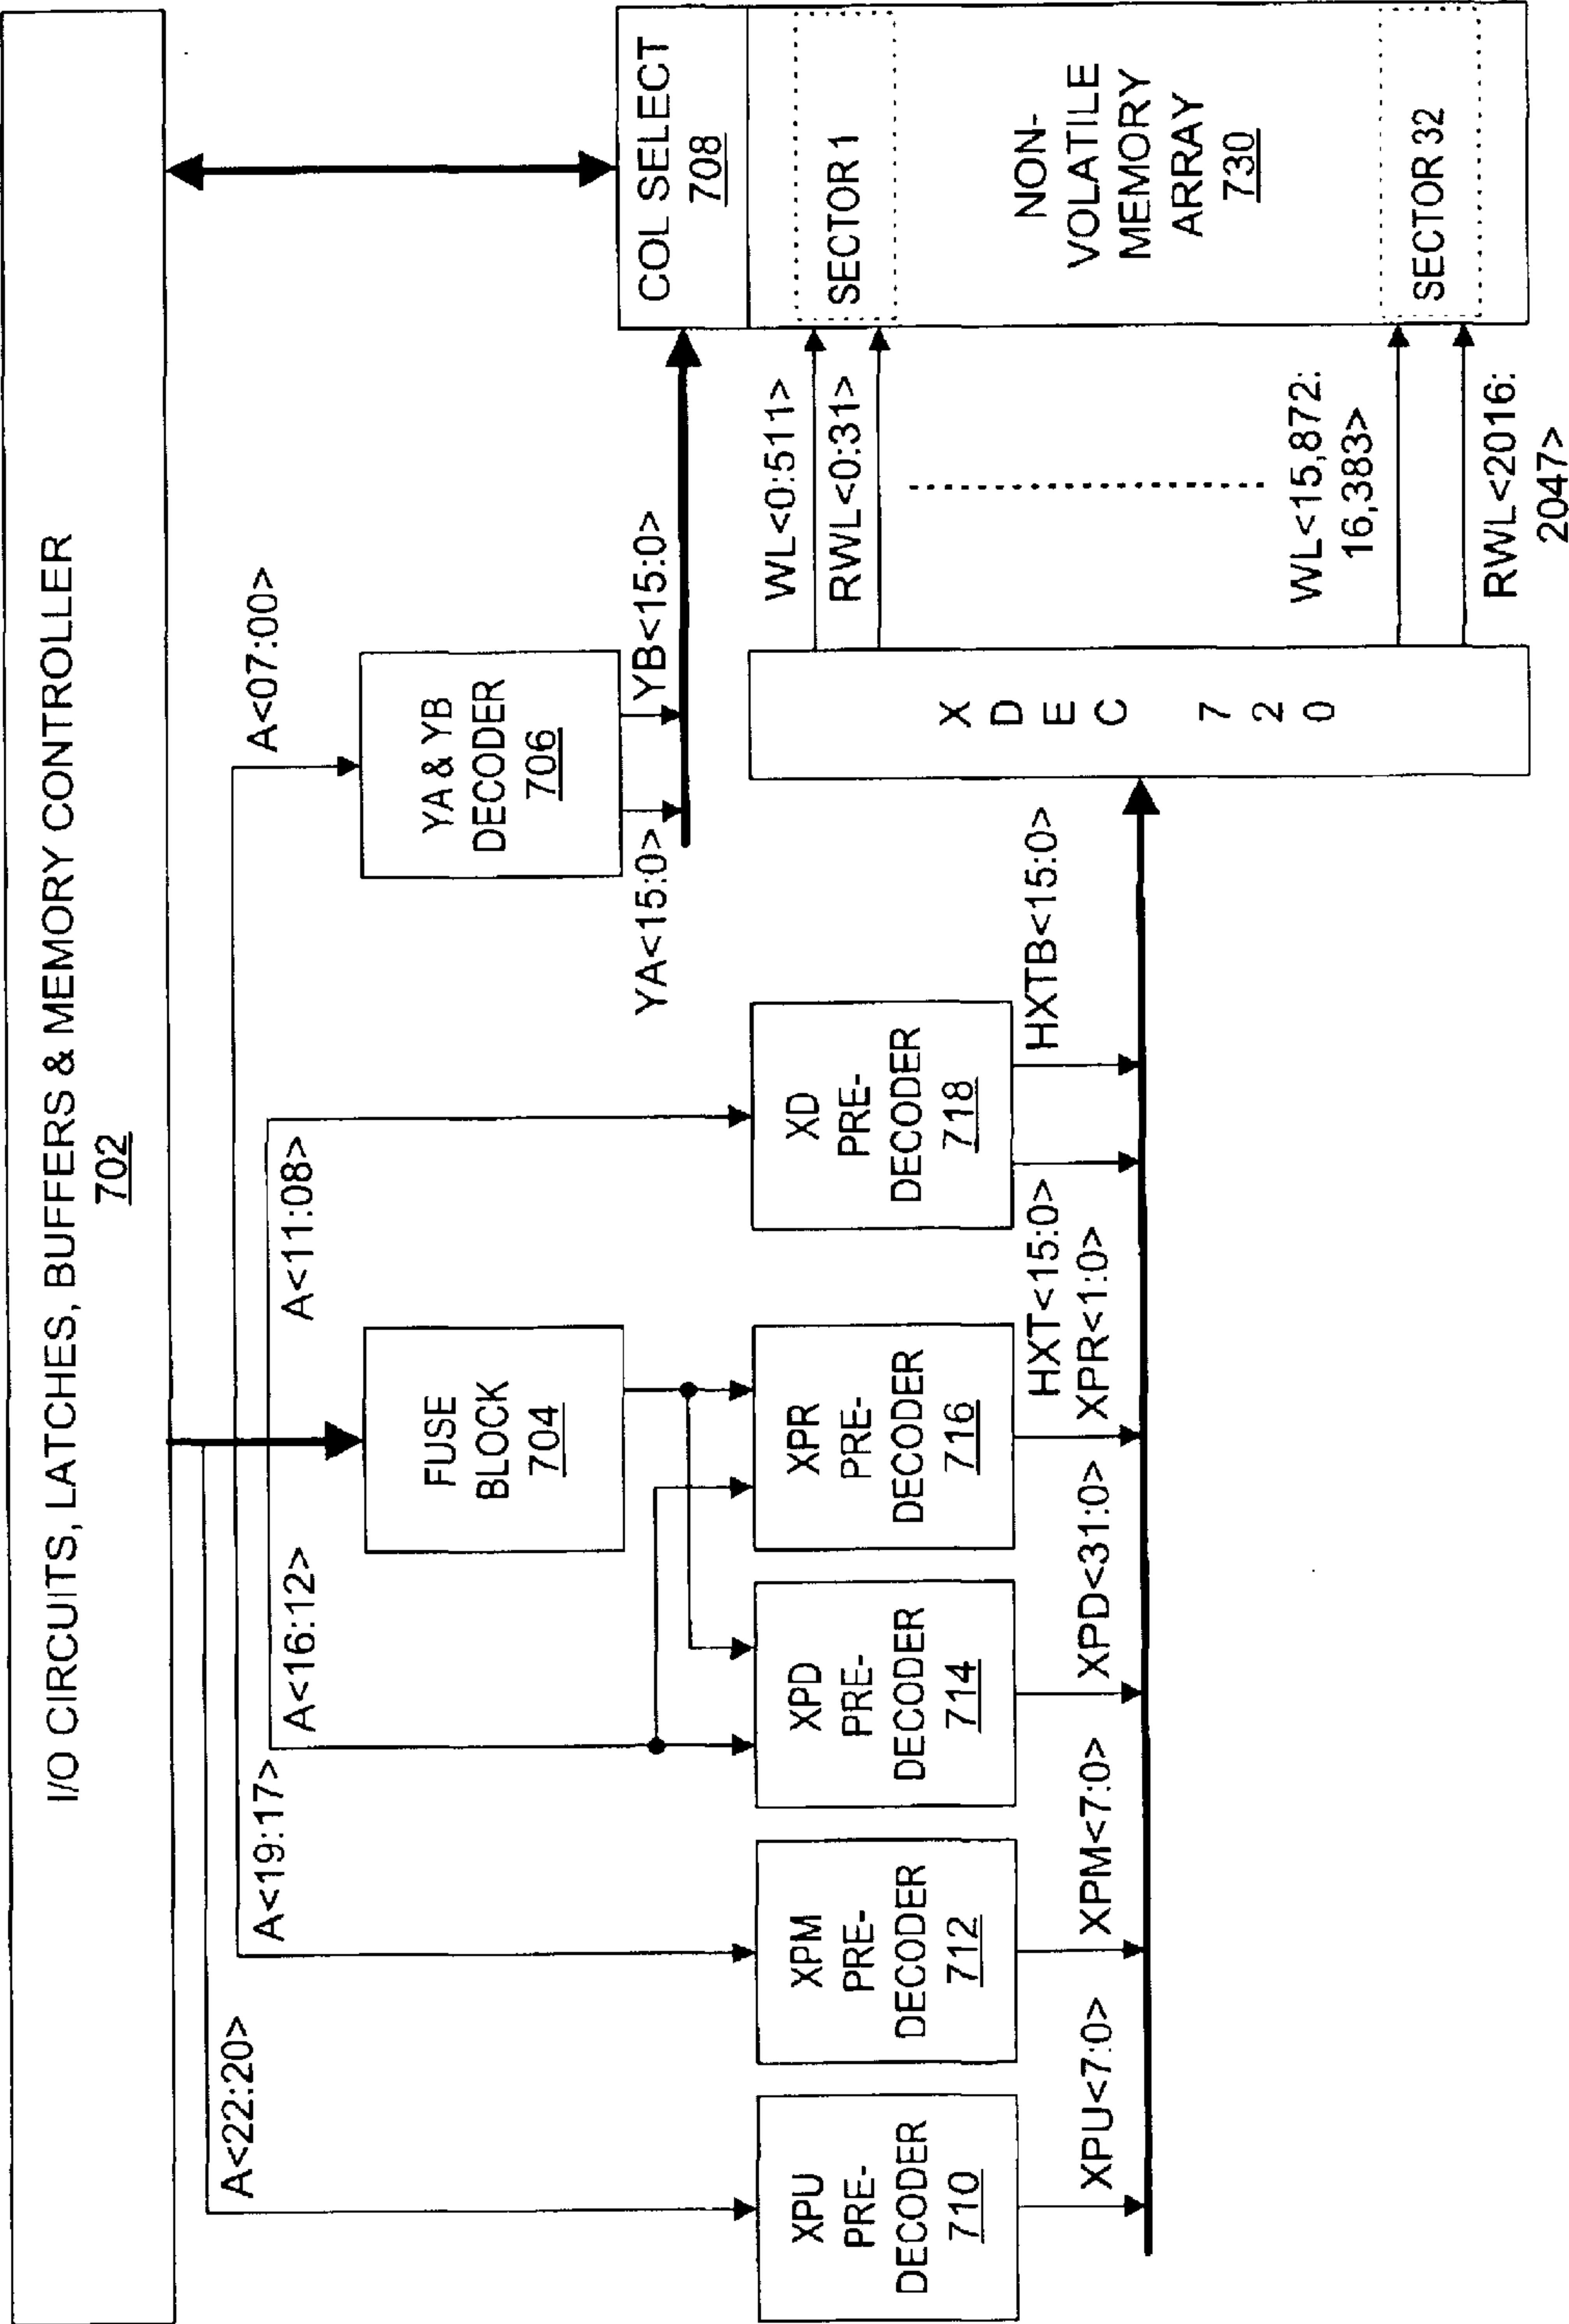 I/O CIRCUITS, LATCHES, BUFFERS & MEMORY CONTROLLER
702
A<22:20>
A<19:17>
A<16:12>
A<11:08>
A<07:00>
FUSE
BLOCK
704
YA & YB
DECODER
706
YA<15:0>
YB<15:0>
COL SELECT
708
XPU
PRE-
DECODER
710
XPM
PRE-
DECODER
712
XPD
PRE-
DECODER
714
XPR
PRE-
DECODER
716
XD
PRE-
DECODER
718
XPU<7:0>
XPM<7:0>
XPD<31:0>
XPR<1:0>
HXT<15:0>
HXTB<15:0>
X
D
E
C
7
2
0
WL<0:511>
RWL<0:31>
WL<15,872:
16,383>
RWL<2016:
2047>
SECTOR 1
NON-
VOLATILE
MEMORY
ARRAY
730
SECTOR 32